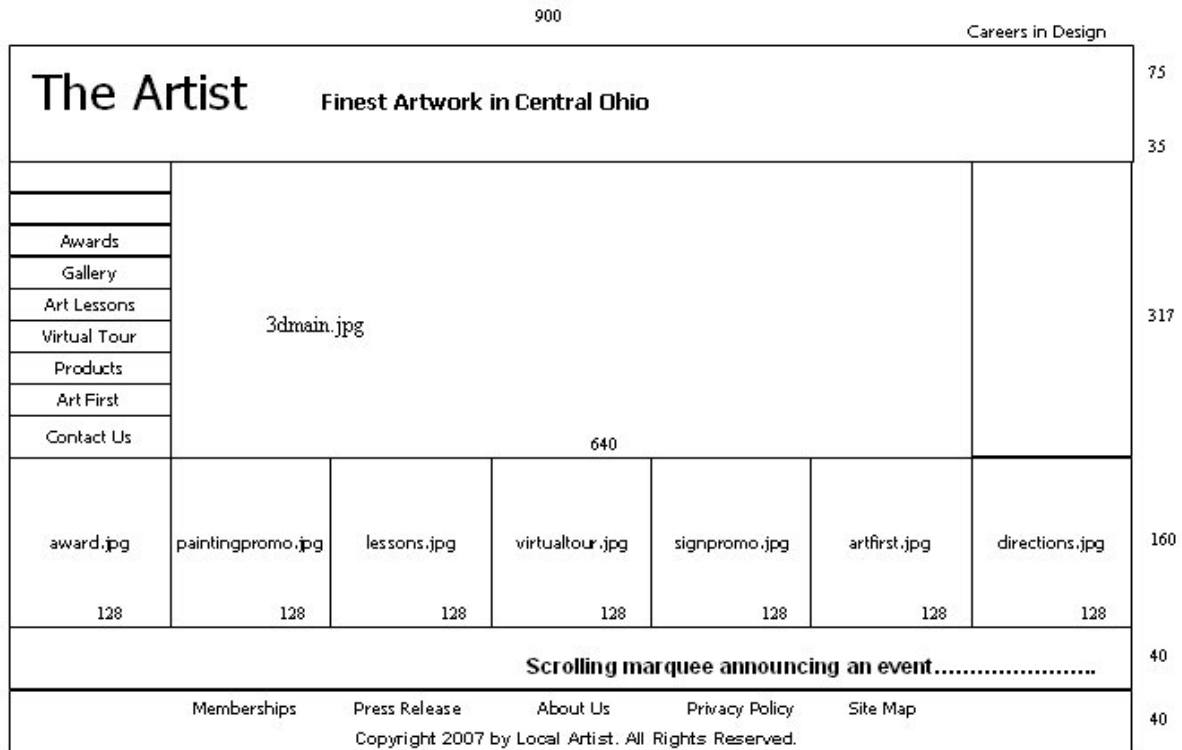 900
Careers in Design
The Artist
Finest Artwork in Central Ohio
75
35
Awards
Gallery
Art Lessons
Virtual Tour
Products
Art First
Contact Us
3dmain.jpg
640
317
award.jpg paintingpromo.jpg lessons.jpg virtualtour.jpg signpromo.jpg artfirst.jpg directions.jpg
160
128 128 128 128 128 128 128
Scrolling marquee announcing an event.......................
40
Memberships Press Release About Us Privacy Policy Site Map
40
Copyright 2007 by Local Artist. All Rights Reserved.